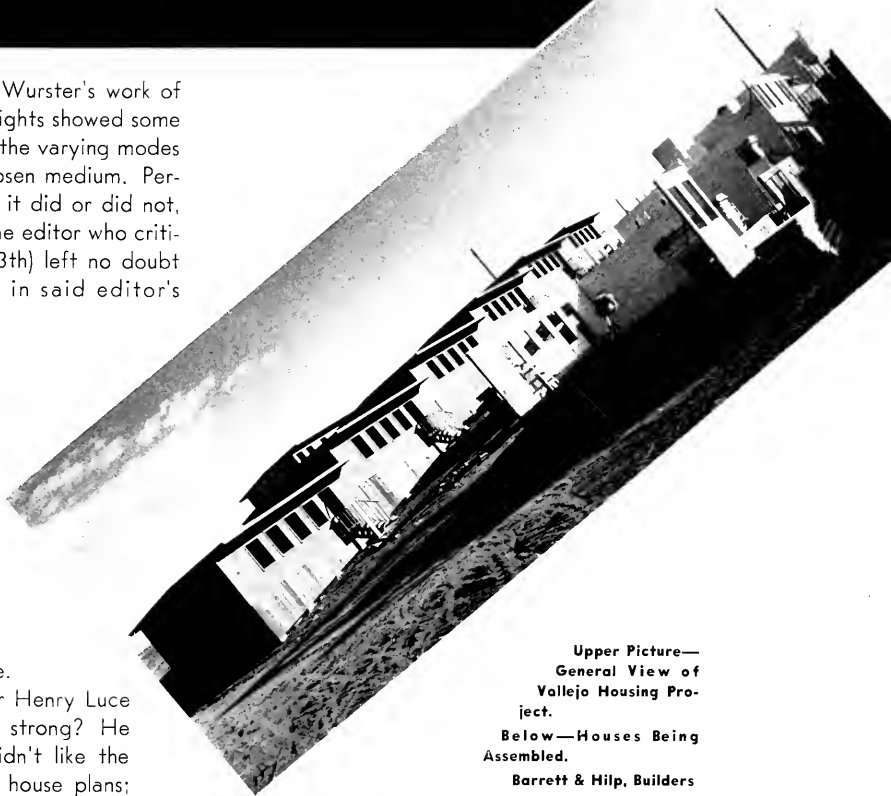 Wurster's work of
ights showed some
the varying modes
osen medium. Per-
it did or did not,
ne editor who criti-
3th) left no doubt
in said editor's
e.
r Henry Luce
strong? He
idn't like the
house plans;
Upper Picture—
General View of
Vallejo Housing Pro-
ject.
Below—Houses Being
Assembled.
Barrett & Hilp, Builders